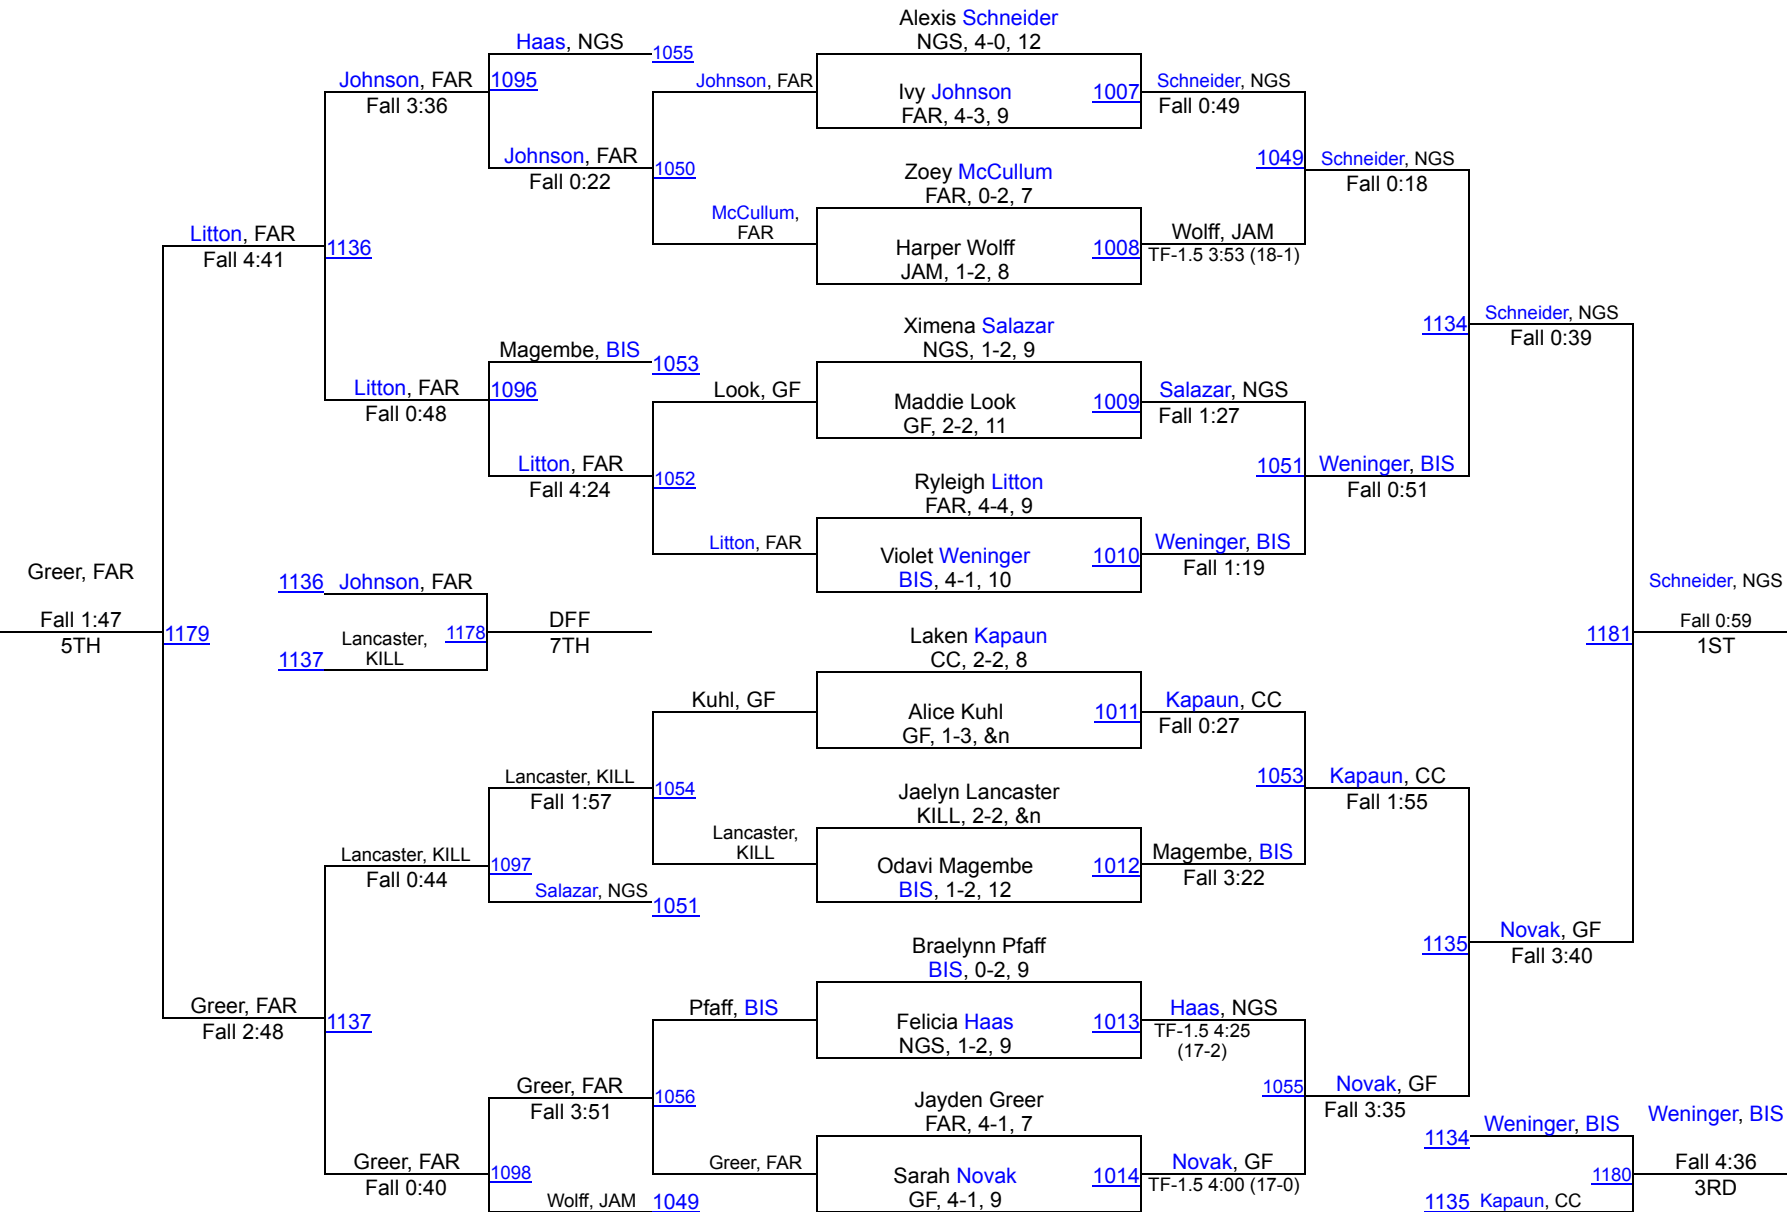 Alexis Schneider
NGS, 4-0, 12
Haas, NGS
1055
Johnson, FAR
1095
Fall 3:36
Johnson, FAR
Ivy Johnson
FAR, 4-3, 9
1007
Schneider, NGS
Fall 0:49
Johnson, FAR
Fall 0:22
1050
1049
Schneider, NGS
Fall 0:18
Zoey McCullum
FAR, 0-2, 7
McCullum,
FAR
Harper Wolff
JAM, 1-2, 8
1008
Wolff, JAM
TF-1.5 3:53 (18-1)
Litton, FAR
Fall 4:41
1136
Ximena Salazar
NGS, 1-2, 9
1134
Schneider, NGS
Fall 0:39
Magembe, BIS
1053
Litton, FAR
Fall 0:48
1096
Look, GF
Maddie Look
GF, 2-2, 11
1009
Salazar, NGS
Fall 1:27
Litton, FAR
Fall 4:24
1052
1051
Weninger, BIS
Fall 0:51
Ryleigh Litton
FAR, 4-4, 9
Litton, FAR
Violet Weninger
BIS, 4-1, 10
1010
Weninger, BIS
Fall 1:19
Greer, FAR
Fall 1:47
5TH
1179
1136
Johnson, FAR
Lancaster,
KILL
1137
1178
DFF
7TH
1181
Schneider, NGS
Fall 0:59
1ST
Laken Kapaun
CC, 2-2, 8
Kuhl, GF
Alice Kuhl
GF, 1-3, &n
1011
Kapaun, CC
Fall 0:27
Lancaster, KILL
Fall 1:57
1054
1053
Kapaun, CC
Fall 1:55
Jaelyn Lancaster
KILL, 2-2, &n
Lancaster,
KILL
Odavi Magembe
BIS, 1-2, 12
1012
Magembe, BIS
Fall 3:22
Lancaster, KILL
Fall 0:44
1097
Salazar, NGS
1051
Braelynn Pfaff
BIS, 0-2, 9
1135
Novak, GF
Fall 3:40
Greer, FAR
Fall 2:48
1137
Pfaff, BIS
Felicia Haas
NGS, 1-2, 9
1013
Haas, NGS
TF-1.5 4:25
(17-2)
Greer, FAR
Fall 3:51
1056
1055
Novak, GF
Fall 3:35
Jayden Greer
FAR, 4-1, 7
Greer, FAR
Sarah Novak
GF, 4-1, 9
1014
Novak, GF
TF-1.5 4:00 (17-0)
Greer, FAR
Fall 0:40
1098
Wolff, JAM
1049
1134
Weninger, BIS
1180
1135
Kapaun, CC
Weninger, BIS
Fall 4:36
3RD